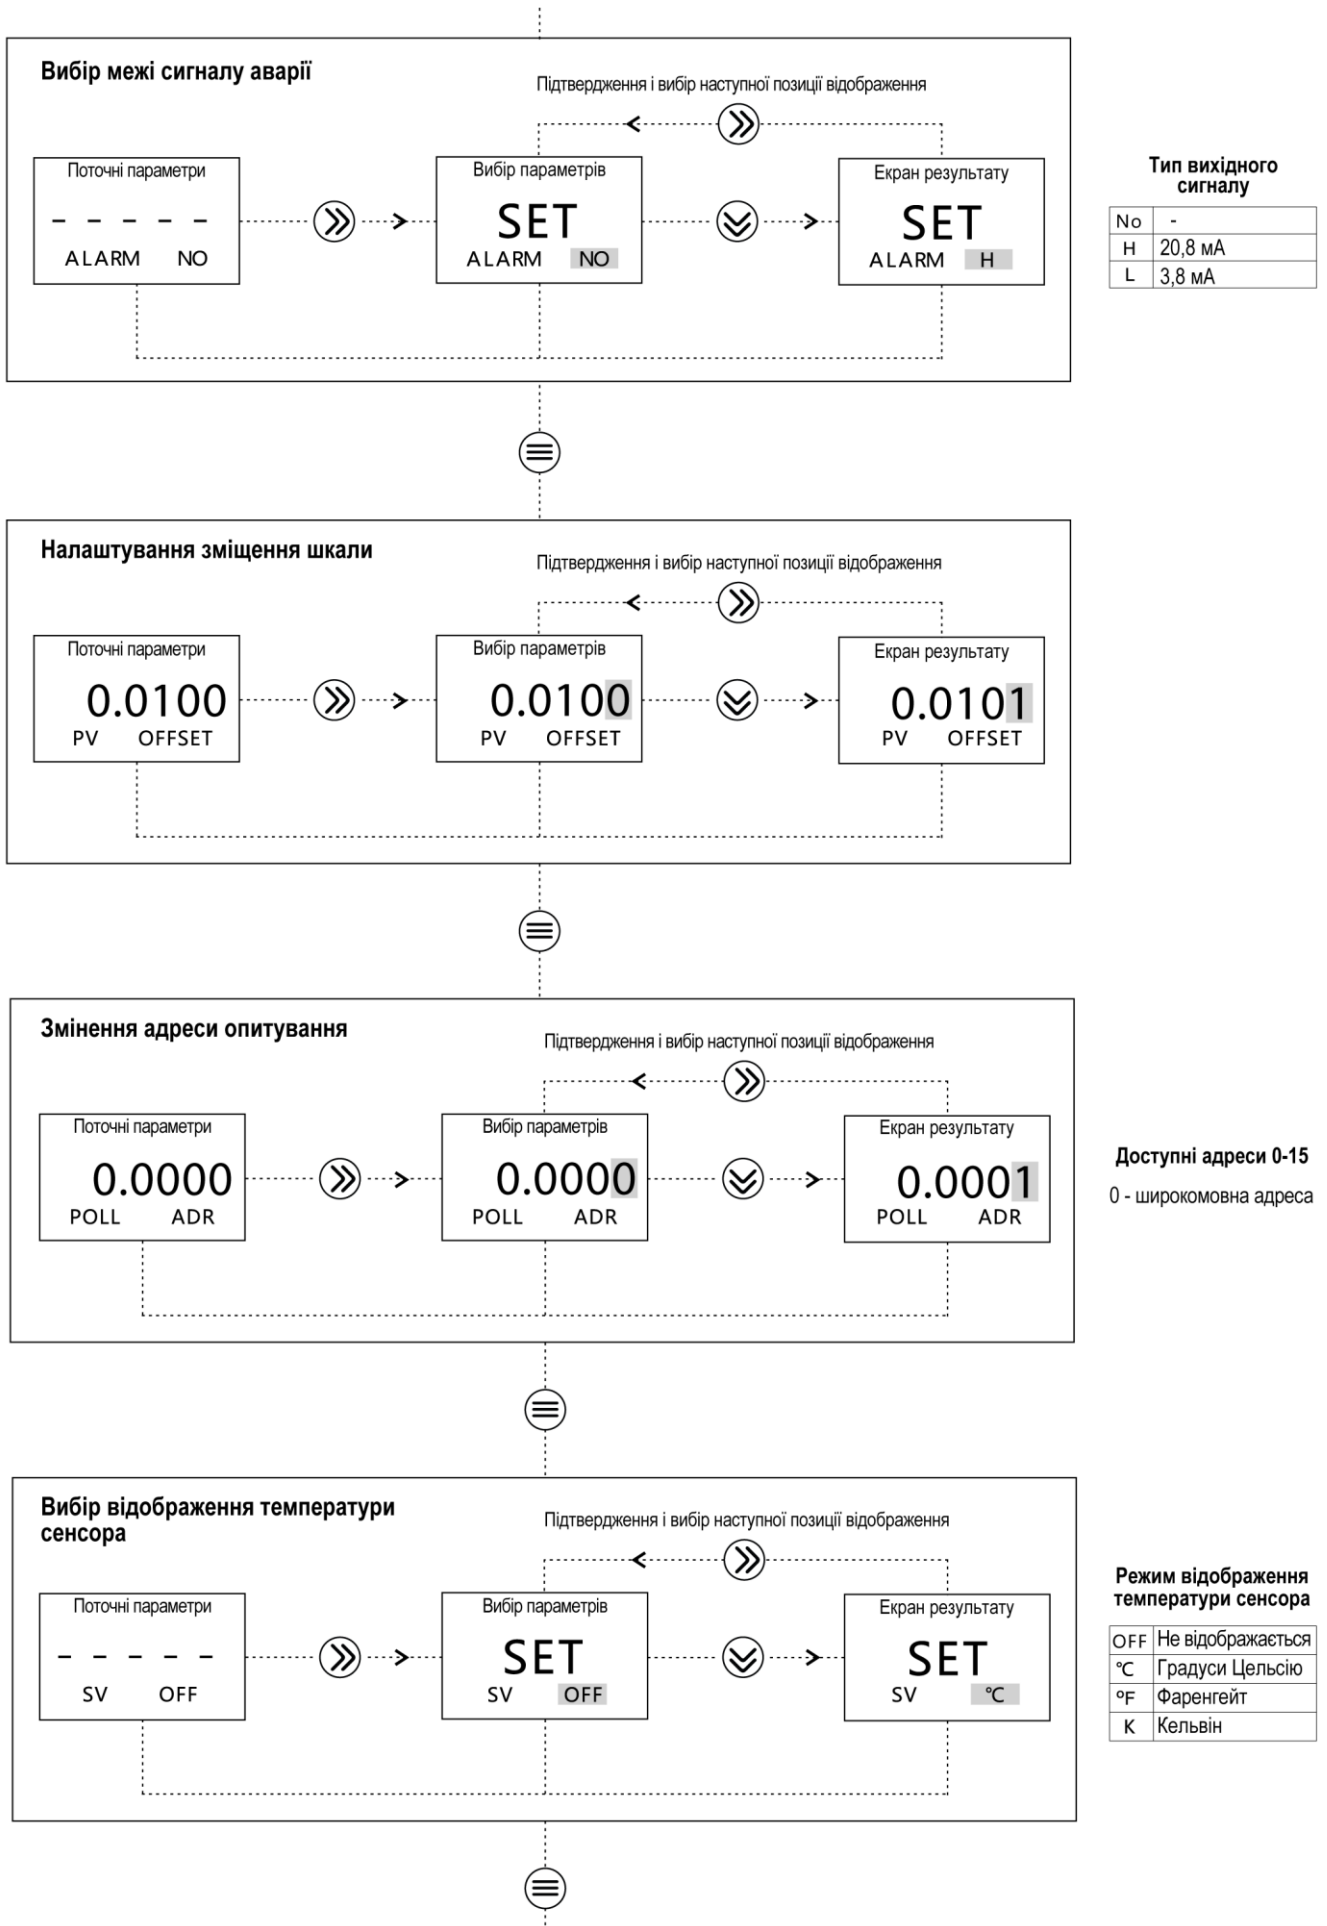 Вибір межі сигналу аварії
Підтвердження і вибір наступної позиції відображення
Поточні параметри
- - - - -
ALARM NO
Вибір параметрів
SET
ALARM NO
Екран результату
SET
ALARM H
Тип вихідного
сигналу
No -
H 20,8 мА
L 3,8 мА
Налаштування зміщення шкали
Підтвердження і вибір наступної позиції відображення
Поточні параметри
0.0100
PV OFFSET
Вибір параметрів
0.0100
PV OFFSET
Екран результату
0.0101
PV OFFSET
Змінення адреси опитування
Підтвердження і вибір наступної позиції відображення
Поточні параметри
0.0000
POLL ADR
Вибір параметрів
0.0000
POLL ADR
Екран результату
0.0001
POLL ADR
Доступні адреси 0-15
0 - широкомовна адреса
Вибір відображення температури
сенсора
Підтвердження і вибір наступної позиції відображення
Поточні параметри
- - - - -
SV OFF
Вибір параметрів
SET
SV OFF
Екран результату
SET
SV °C
Режим відображення
температури сенсора
OFF Не відображається
°C Градуси Цельсію
°F Фаренгейт
K Кельвін